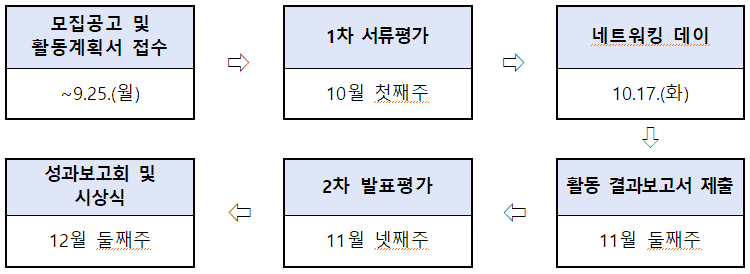 모집공고 및
활동계획서 접수
~9.25.(월)
1차 서류평가
10월 첫째주
네트워킹 데이
10.17.(화)
활동 결과보고서 제출
11월 둘째주
2차 발표평가
11월 넷째주
성과보고회 및
시상식
12월 둘째주